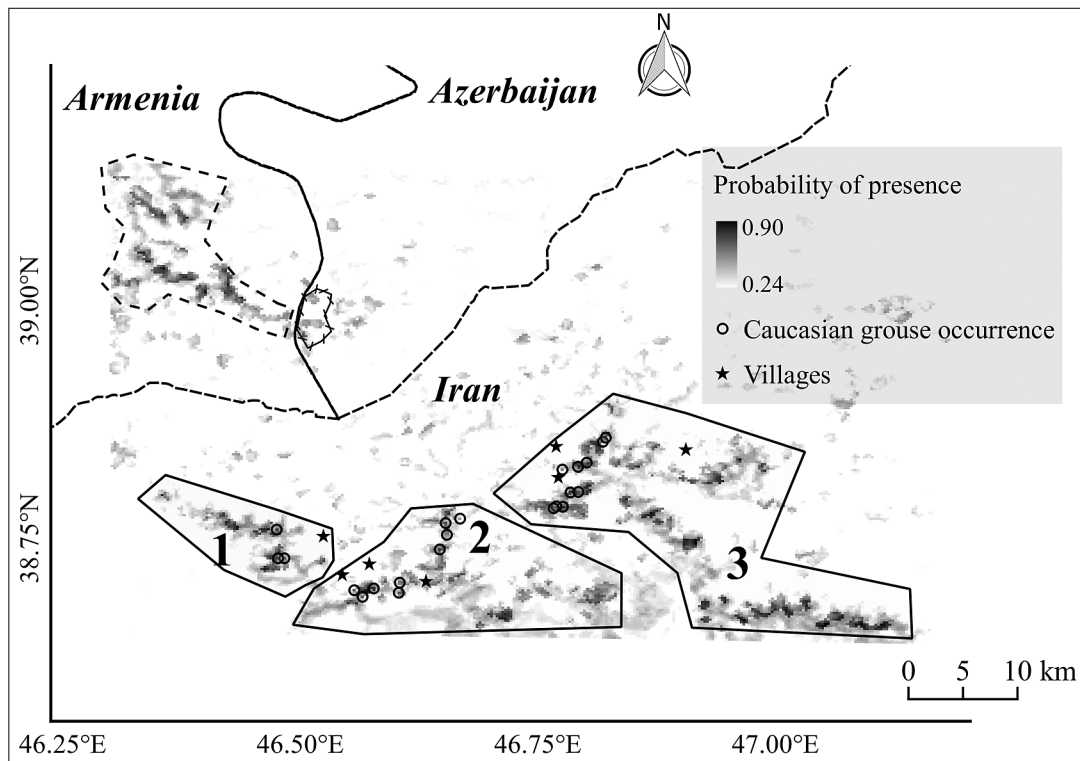 N
Armenia
Azerbaijan
Probability of presence
0.90
0.24
Caucasian grouse occurrence
Villages
Iran
39.00°N
38.75°N
1
2
3
0 5 10 km
46.25°E 46.50°E 46.75°E 47.00°E